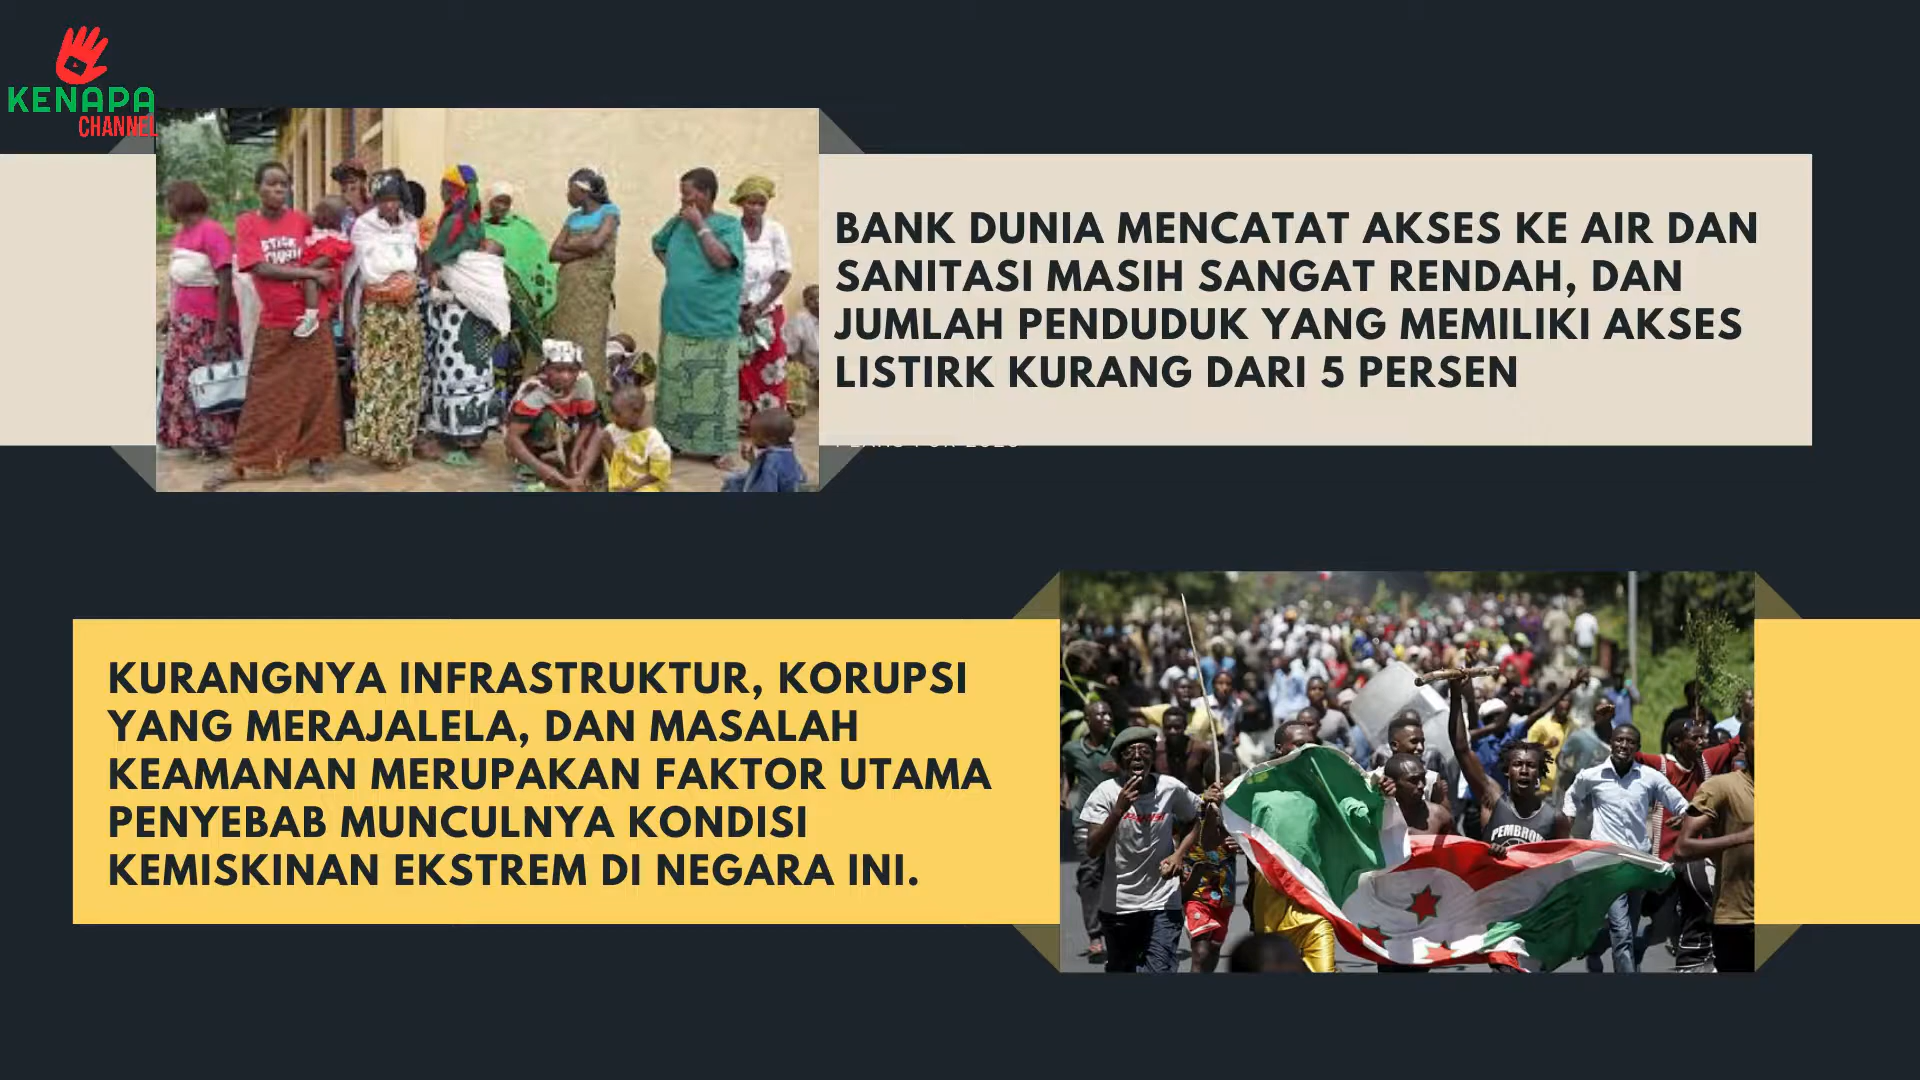 KENAPA
CHANNEL
BANK DUNIA MENCATAT AKSES KE AIR DAN
SANITASI MASIH SANGAT RENDAH, DAN
JUMLAH PENDUDUK YANG MEMILIKI AKSES
LISTIRK KURANG DARI 5 PERSEN
KURANGNYA INFRASTRUKTUR, KORUPSI
YANG MERAJALELA, DAN MASALAH
KEAMANAN MERUPAKAN FAKTOR UTAMA
PENYEBAB MUNCULNYA KONDISI
KEMISKINAN EKSTREM DI NEGARA INI.